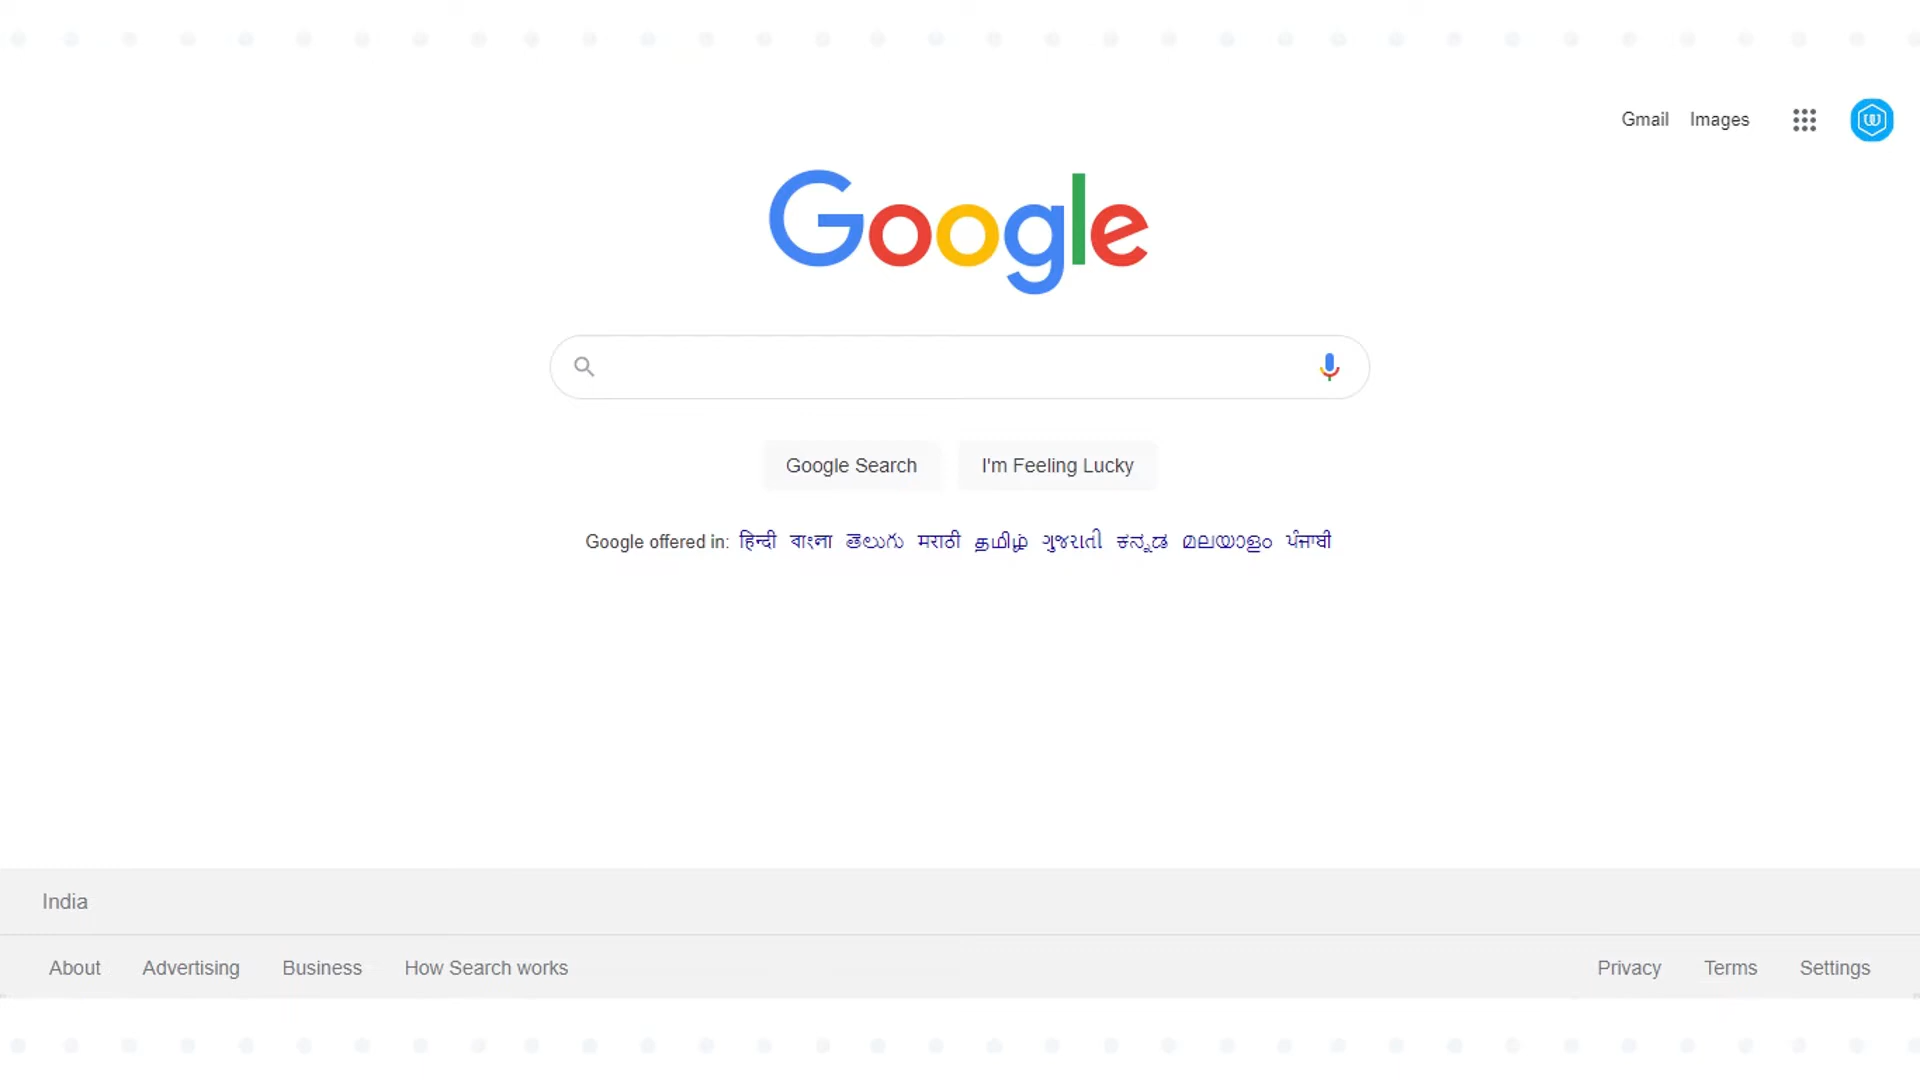 Gmail Images
Google
Google Search I'm Feeling Lucky
Google offered in: हिन्दी বাংলা తెలుగు मराठी தமிழ் ગુજરાતી ಕನ್ನಡ മലയാളം ਪੰਜਾਬੀ
India
About Advertising Business How Search works Privacy Terms Settings